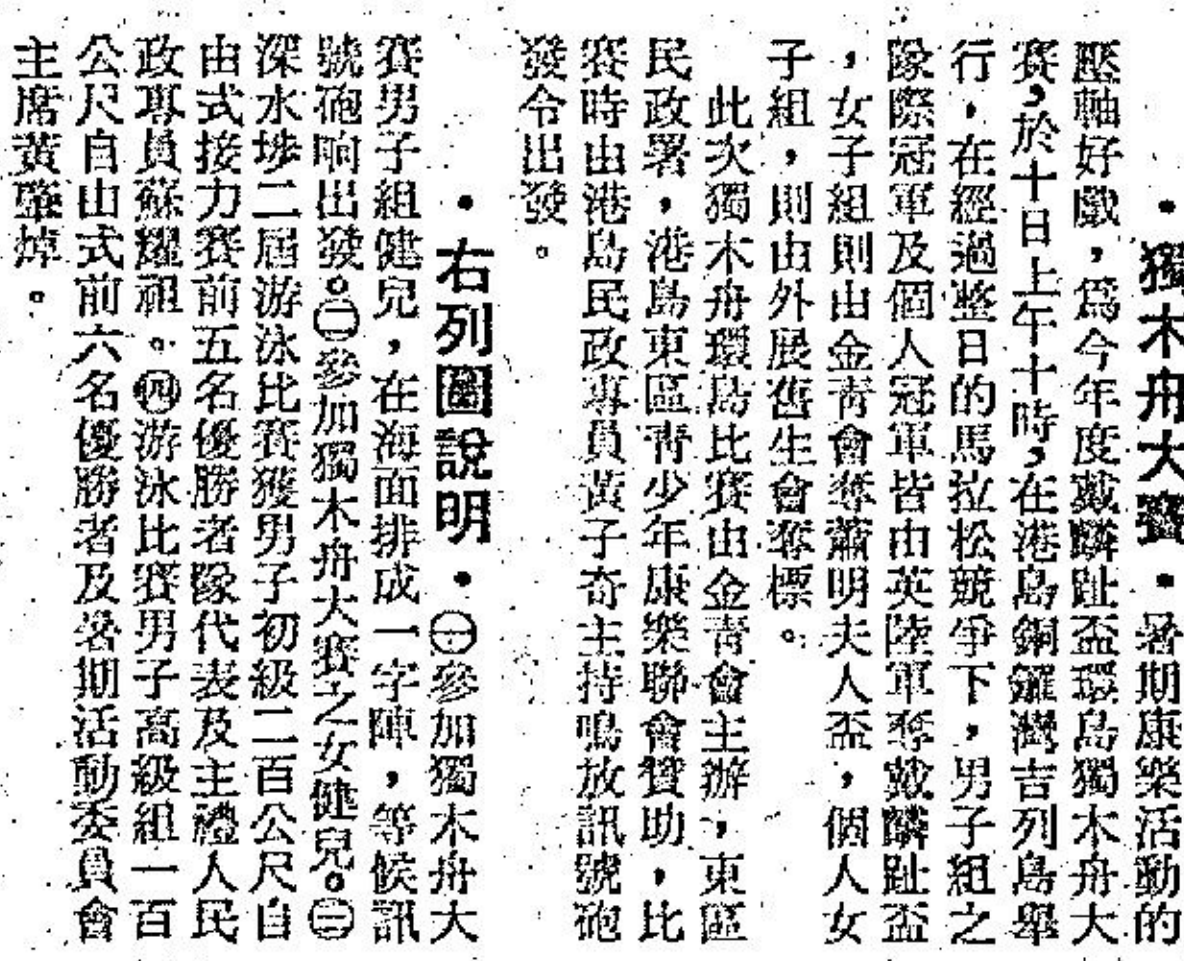 ・獨木舟大賽・暑期康樂活動的
壓軸好戲，為今年度戴麟趾盃環島獨木舟大
賽，於十日上午十時，在港島銅鑼灣吉列島舉
行，在經過整日的馬拉松競爭下，男子組之
隊際冠軍及個人冠軍皆由英陸軍奪戴麟趾盃
，女子組則由金青會奪蕭明夫人盃，個人女
子組，則由外展舊生會奪標。
此次獨木舟環島比賽由金青會主辦，東區
民政署，港島東區青少年康樂聯會贊助，比
賽時由港島民政專員黃子奇主持鳴放訊號砲
發令出發。
・右列圖說明・㊀參加獨木舟大
賽男子組健兒，在海面排成一字陣，等候訊
號砲响出發。㊁參加獨木舟大賽之女健兒。㊂
深水埗二屆游泳比賽獲男子初級二百公尺自
由式接力賽前五名優勝者隊代表及主禮人民
政專員蘇耀祖。㊃游泳比賽男子高級組一百
公尺自由式前六名優勝者及暑期活動委員會
主席黃肇焯。